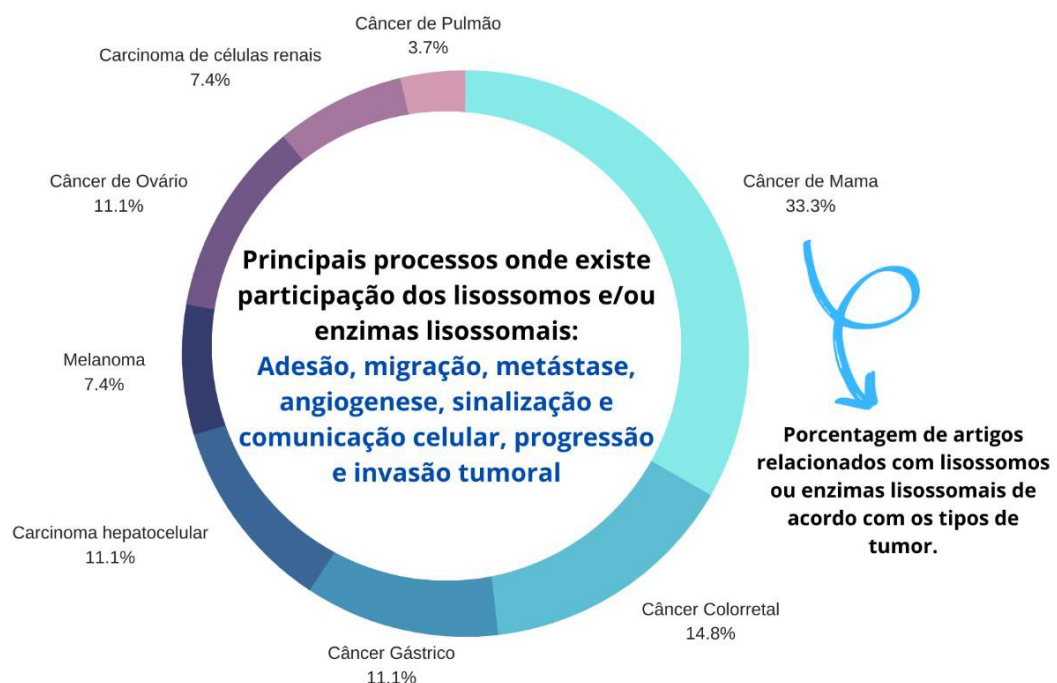 Câncer de Pulmão
3.7%
Carcinoma de células renais
7.4%
Câncer de Ovário
11.1%
Melanoma
7.4%
Carcinoma hepatocelular
11.1%
Câncer Gástrico
11.1%
Câncer Colorretal
14.8%
Câncer de Mama
33.3%
Principais processos onde existe
participação dos lisossomos e/ou
enzimas lisossomais:
Adesão, migração, metástase,
angiogenese, sinalização e
comunicação celular, progressão
e invasão tumoral
Porcentagem de artigos
relacionados com lisossomos
ou enzimas lisossomais de
acordo com os tipos de
tumor.